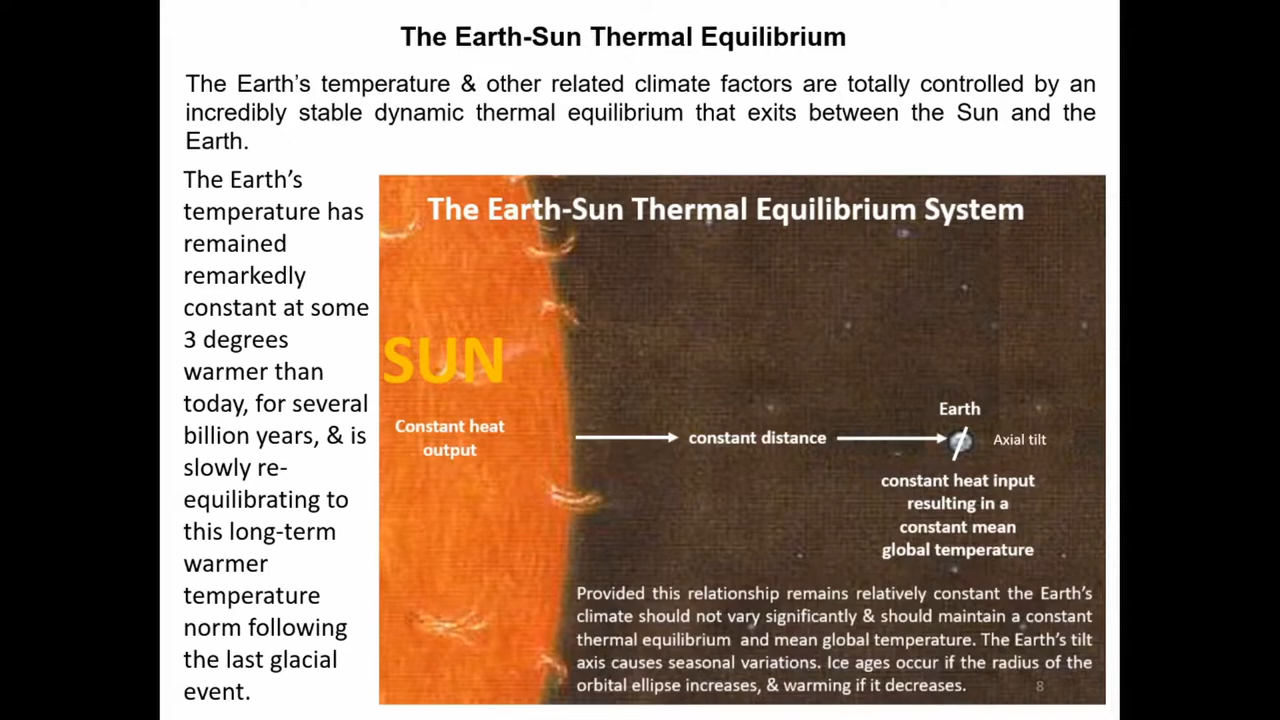 The Earth-Sun Thermal Equilibrium
The Earth's temperature & other related climate factors are totally controlled by an
incredibly stable dynamic thermal equilibrium that exits between the Sun and the
Earth.
The Earth's
temperature has
remained
remarkedly
constant at some
3 degrees
warmer than
today, for several
billion years, & is
slowly re-
equilibrating to
this long-term
warmer
temperature
norm following
the last glacial
event.
The Earth-Sun Thermal Equilibrium System
SUN
Constant heat
output
constant distance
Earth
Axial tilt
constant heat input
resulting in a
constant mean
global temperature
Provided this relationship remains relatively constant the Earth's
climate should not vary significantly & should maintain a constant
thermal equilibrium and mean global temperature. The Earth's tilt
axis causes seasonal variations. Ice ages occur if the radius of the
orbital ellipse increases, & warming if it decreases.
8